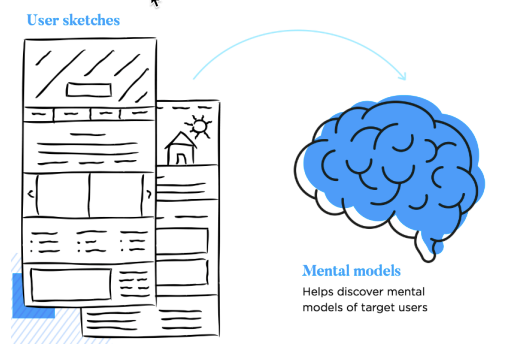 User sketches
Mental models
Helps discover mental
models of target users